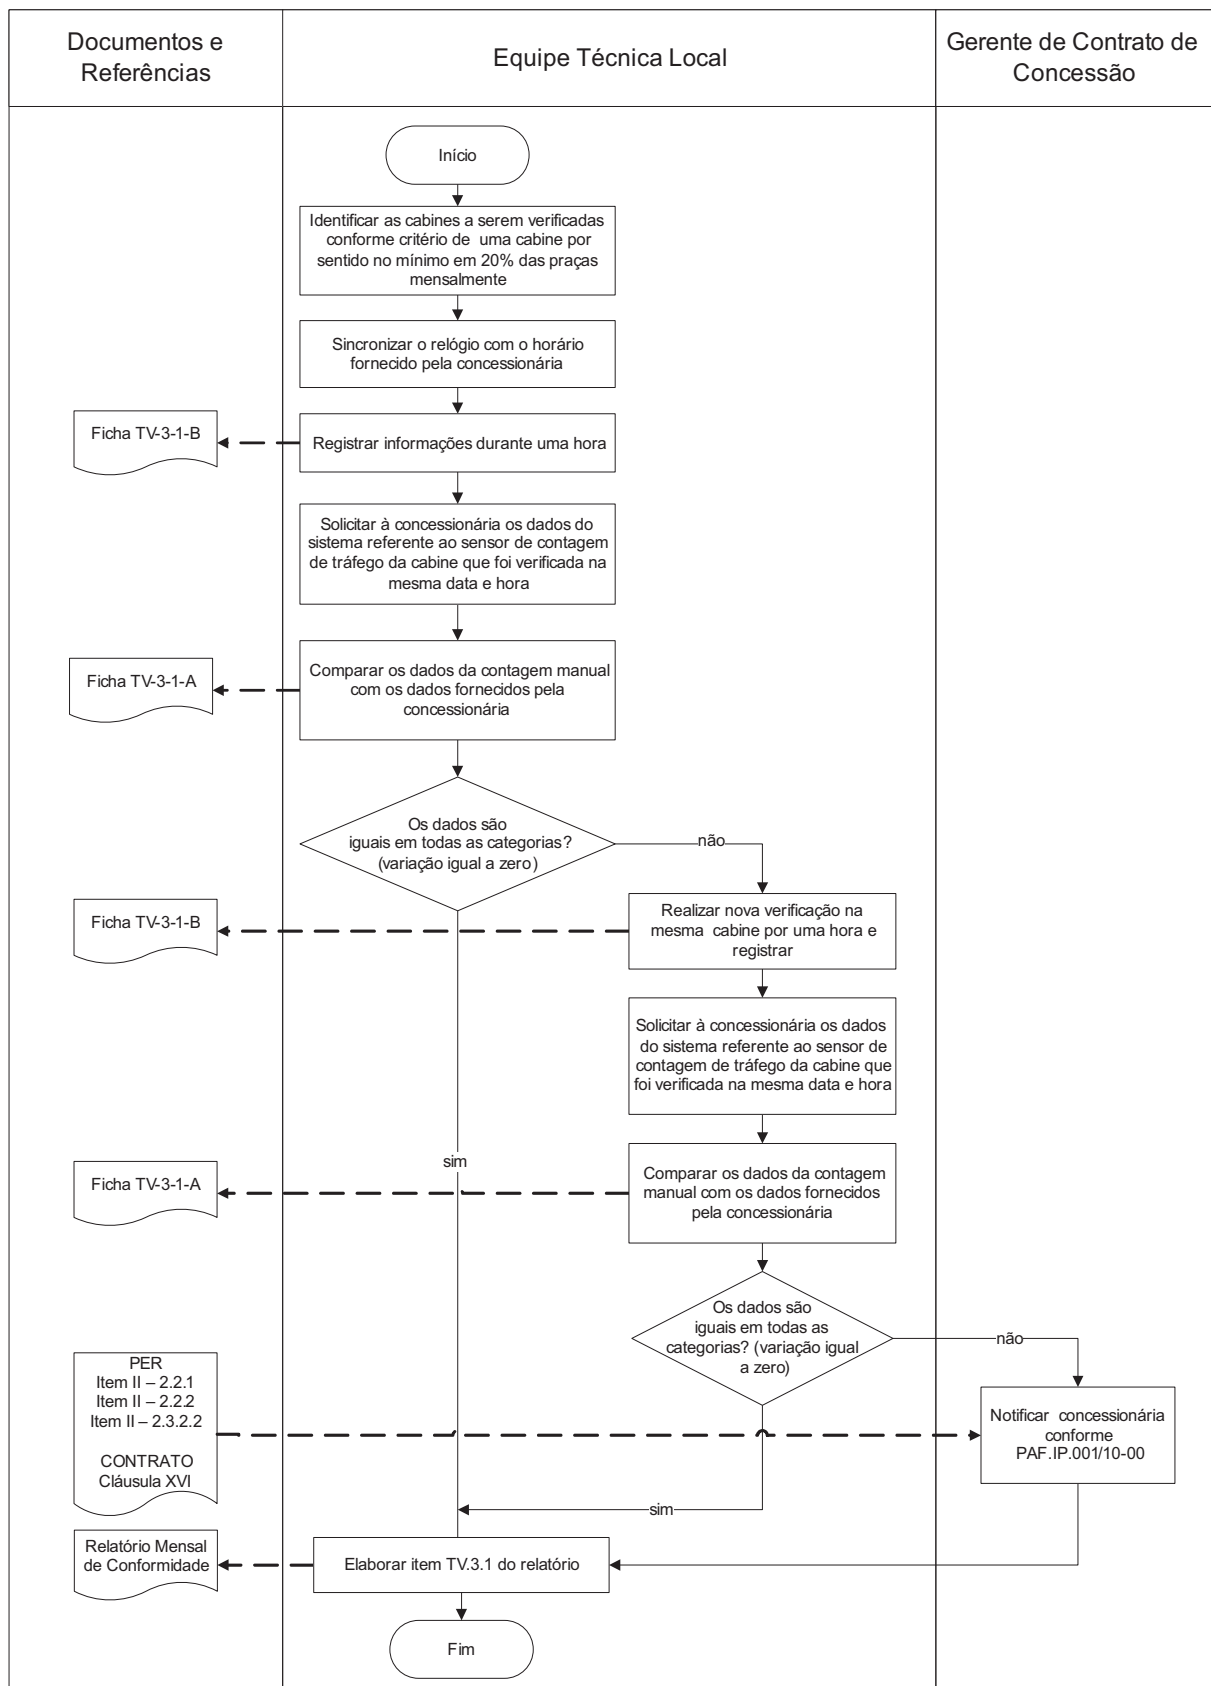 Documentos e
Referências
Equipe Técnica Local
Gerente de Contrato de
Concessão
Início
Identificar as cabines a serem verificadas
conforme critério de uma cabine por
sentido no mínimo em 20% das praças
mensalmente
Sincronizar o relógio com o horário
fornecido pela concessionária
Ficha TV-3-1-B
Registrar informações durante uma hora
Solicitar à concessionária os dados do
sistema referente ao sensor de contagem
de tráfego da cabine que foi verificada na
mesma data e hora
Ficha TV-3-1-A
Comparar os dados da contagem manual
com os dados fornecidos pela
concessionária
Os dados são
iguais em todas as categorias?
(variação igual a zero)
não
Ficha TV-3-1-B
Realizar nova verificação na
mesma cabine por uma hora e
registrar
Solicitar à concessionária os dados
do sistema referente ao sensor de
contagem de tráfego da cabine que
foi verificada na mesma data e hora
sim
Ficha TV-3-1-A
Comparar os dados da contagem
manual com os dados fornecidos
pela concessionária
Os dados são
iguais em todas as
categorias? (variação igual
a zero)
não
PER
Item II – 2.2.1
Item II – 2.2.2
Item II – 2.3.2.2
CONTRATO
Cláusula XVI
Notificar concessionária
conforme
PAF.IP.001/10-00
sim
Relatório Mensal
de Conformidade
Elaborar item TV.3.1 do relatório
Fim